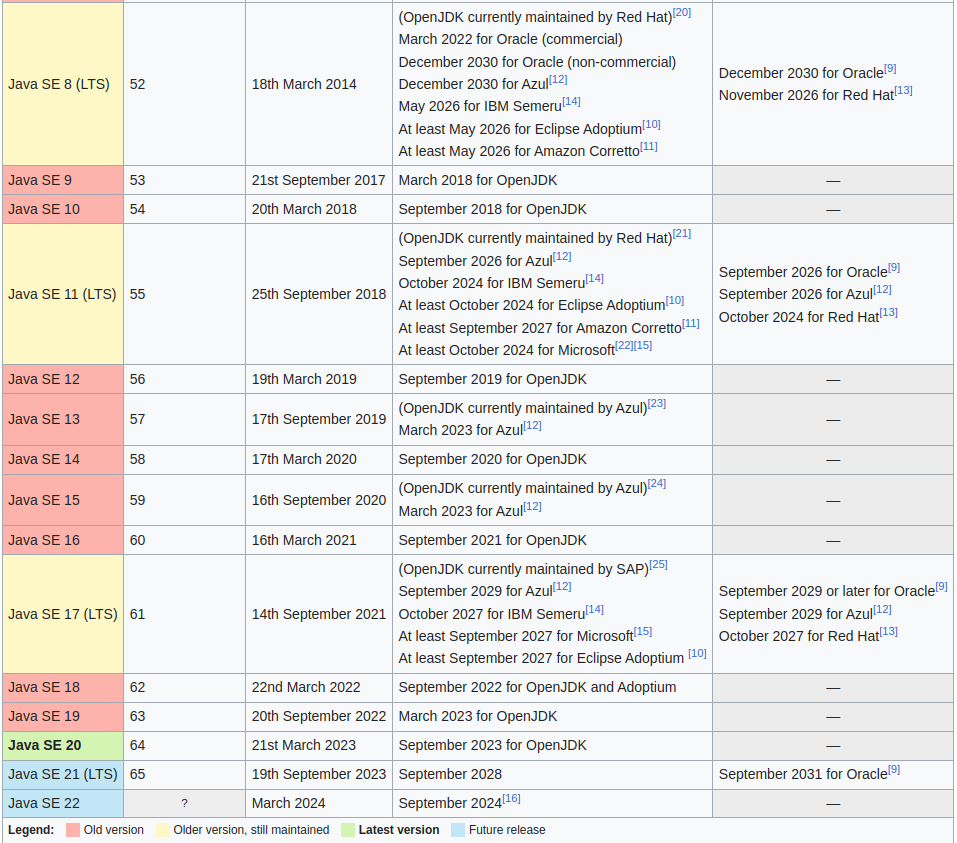 Java SE 8 (LTS)
52
18th March 2014
(OpenJDK currently maintained by Red Hat)[20]
March 2022 for Oracle (commercial)
December 2030 for Oracle (non-commercial)
December 2030 for Azul[12]
May 2026 for IBM Semeru[14]
At least May 2026 for Eclipse Adoptium[10]
At least May 2026 for Amazon Corretto[11]
December 2030 for Oracle[9]
November 2026 for Red Hat[13]
Java SE 9
53
21st September 2017
March 2018 for OpenJDK
—
Java SE 10
54
20th March 2018
September 2018 for OpenJDK
—
Java SE 11 (LTS)
55
25th September 2018
(OpenJDK currently maintained by Red Hat)[21]
September 2026 for Azul[12]
October 2024 for IBM Semeru[14]
At least October 2024 for Eclipse Adoptium[10]
At least September 2027 for Amazon Corretto[11]
At least October 2024 for Microsoft[22][15]
September 2026 for Oracle[9]
September 2026 for Azul[12]
October 2024 for Red Hat[13]
Java SE 12
56
19th March 2019
September 2019 for OpenJDK
—
Java SE 13
57
17th September 2019
(OpenJDK currently maintained by Azul)[23]
March 2023 for Azul[12]
—
Java SE 14
58
17th March 2020
September 2020 for OpenJDK
—
Java SE 15
59
16th September 2020
(OpenJDK currently maintained by Azul)[24]
March 2023 for Azul[12]
—
Java SE 16
60
16th March 2021
September 2021 for OpenJDK
—
Java SE 17 (LTS)
61
14th September 2021
(OpenJDK currently maintained by SAP)[25]
September 2029 for Azul[12]
October 2027 for IBM Semeru[14]
At least September 2027 for Microsoft[15]
At least September 2027 for Eclipse Adoptium [10]
September 2029 or later for Oracle[9]
September 2029 for Azul[12]
October 2027 for Red Hat[13]
Java SE 18
62
22nd March 2022
September 2022 for OpenJDK and Adoptium
—
Java SE 19
63
20th September 2022
March 2023 for OpenJDK
—
Java SE 20
64
21st March 2023
September 2023 for OpenJDK
—
Java SE 21 (LTS)
65
19th September 2023
September 2028
September 2031 for Oracle[9]
Java SE 22
?
March 2024
September 2024[16]
—
Legend: Old version Older version, still maintained Latest version Future release